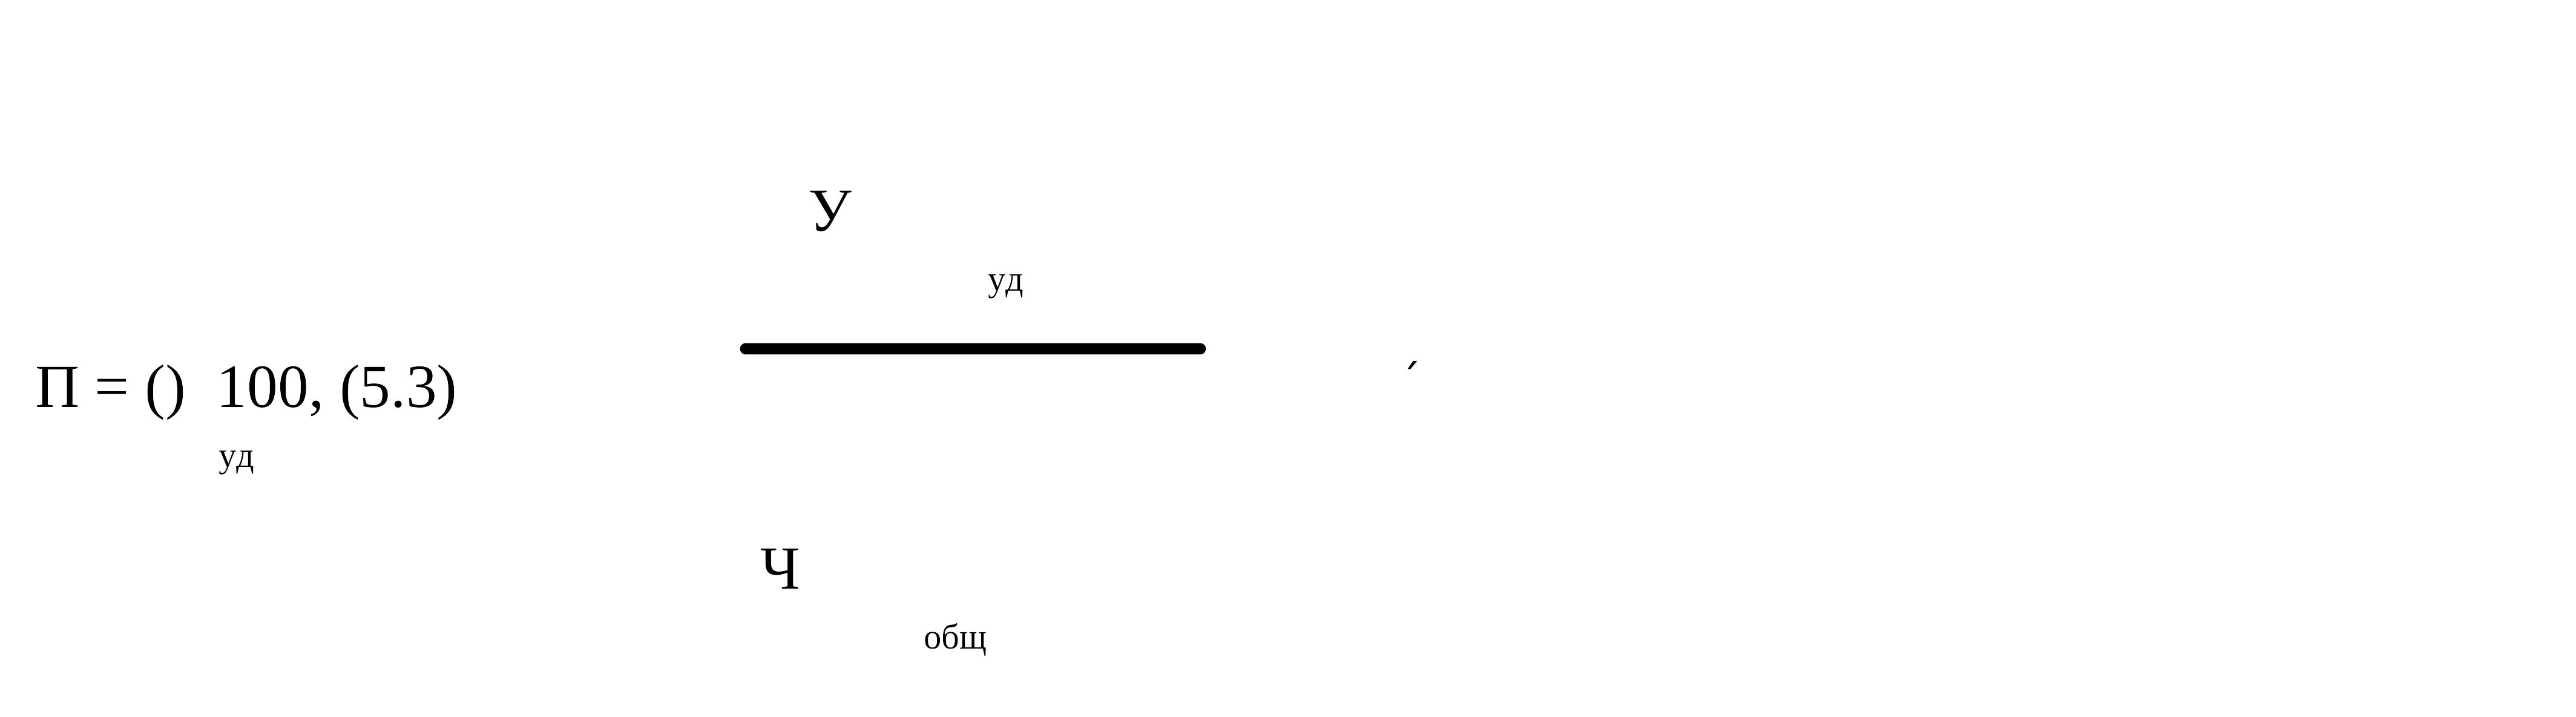 У
уд
П = () 100, (5.3)
´
уд
Ч
общ